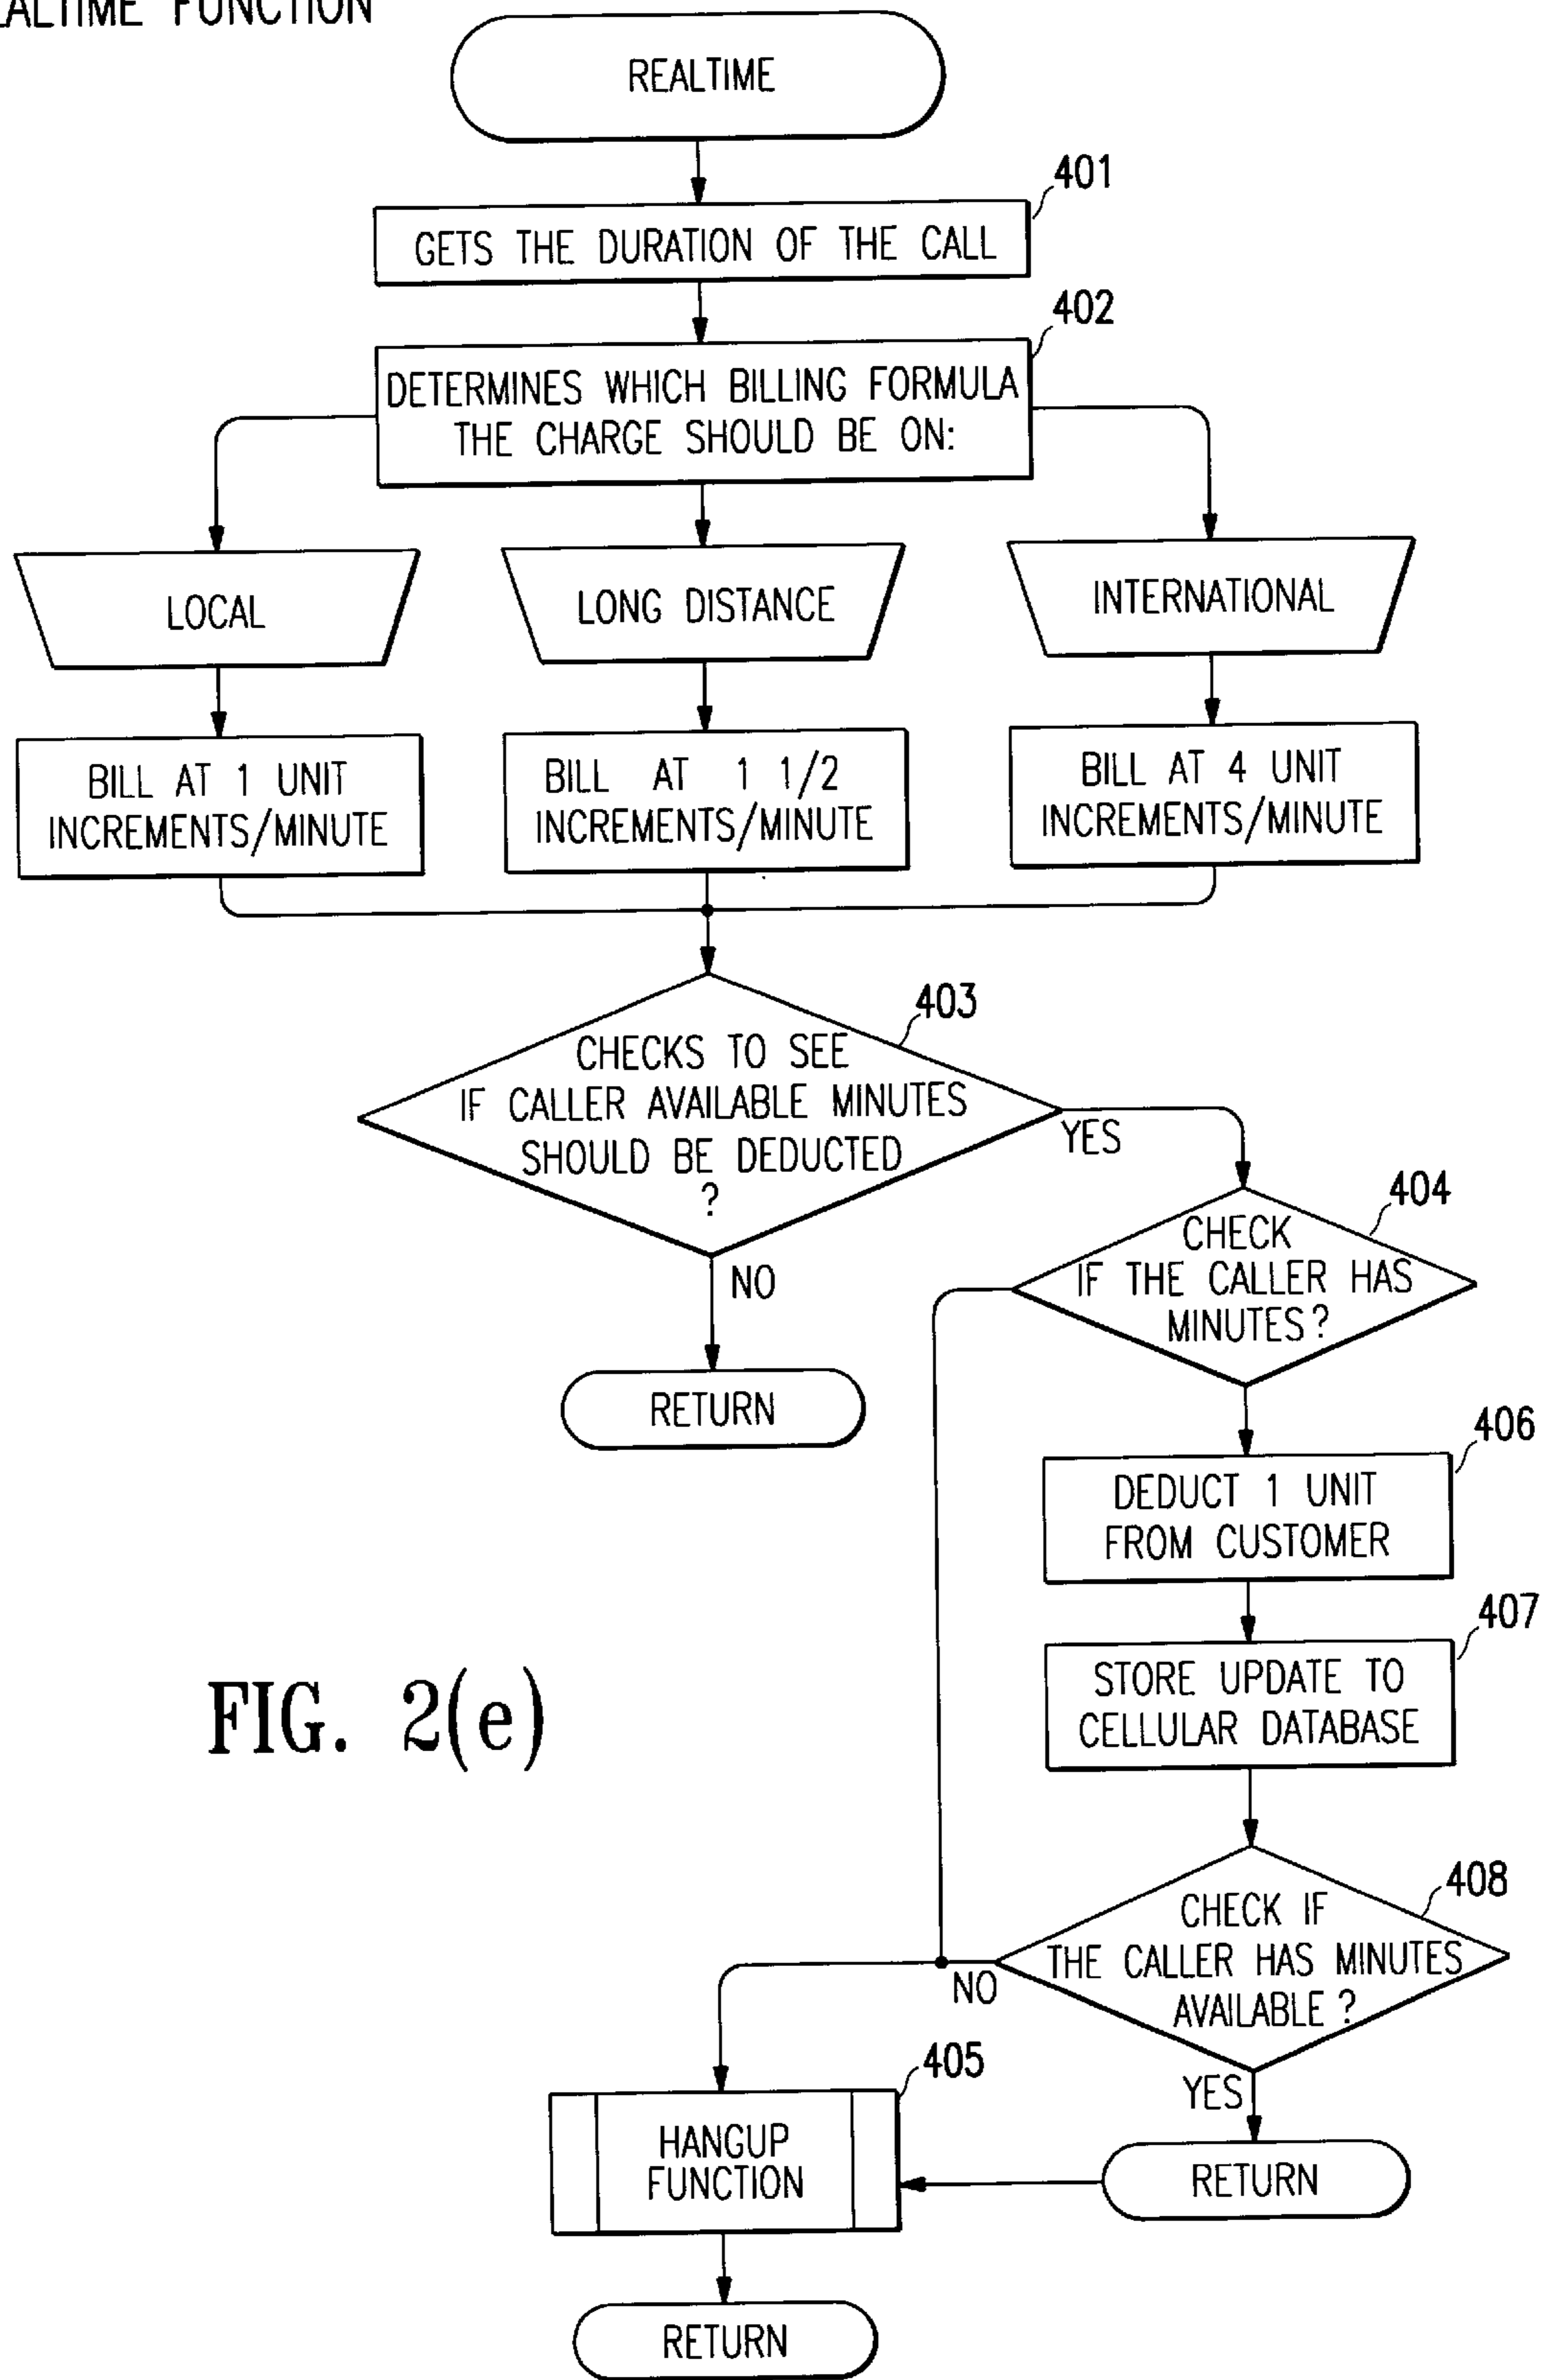 FUNCTION
REALTIME
401
GETS THE DURATION OF THE CALL
402
DETERMINES WHICH BILLING FORMULA
THE CHARGE SHOULD BE ON:
LOCAL
LONG DISTANCE
INTERNATIONAL
BILL AT 1 UNIT
INCREMENTS/MINUTE
BILL AT 1 1/2
INCREMENTS/MINUTE
BILL AT 4 UNIT
INCREMENTS/MINUTE
403
CHECKS TO SEE
IF CALLER AVAILABLE MINUTES
SHOULD BE DEDUCTED
?
YES
NO
RETURN
404
CHECK
IF THE CALLER HAS
MINUTES?
406
DEDUCT 1 UNIT
FROM CUSTOMER
407
STORE UPDATE TO
CELLULAR DATABASE
FIG. 2(e)
408
CHECK IF
THE CALLER HAS MINUTES
AVAILABLE?
NO
YES
405
HANGUP
FUNCTION
RETURN
RETURN